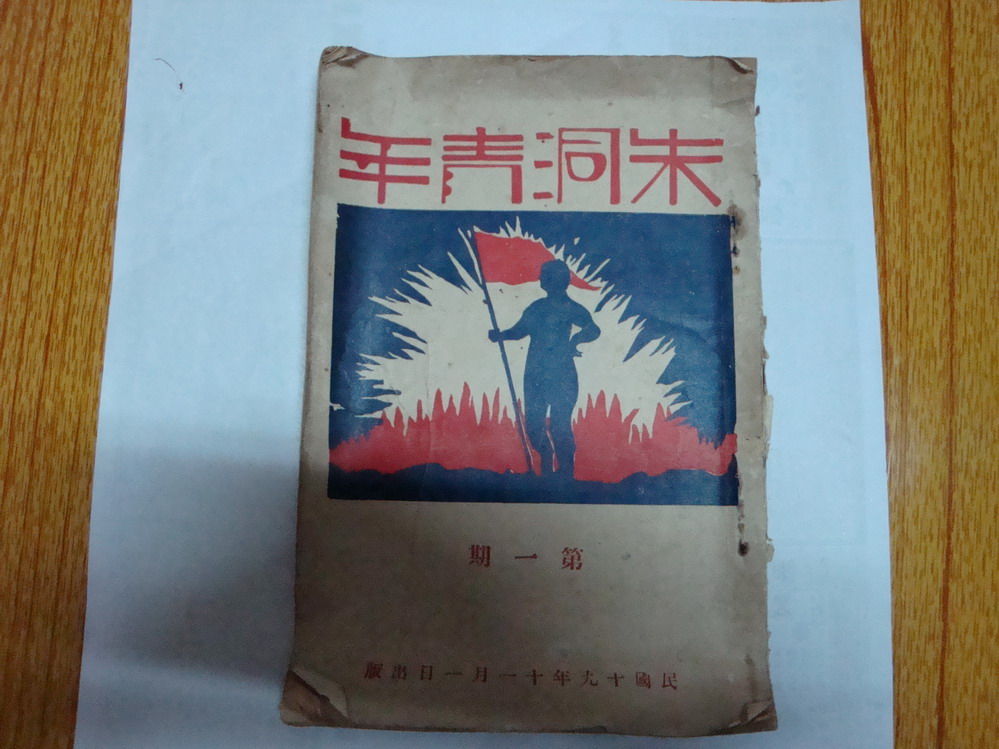 朱洞青年
第一期
民國十九年十一月一日出版